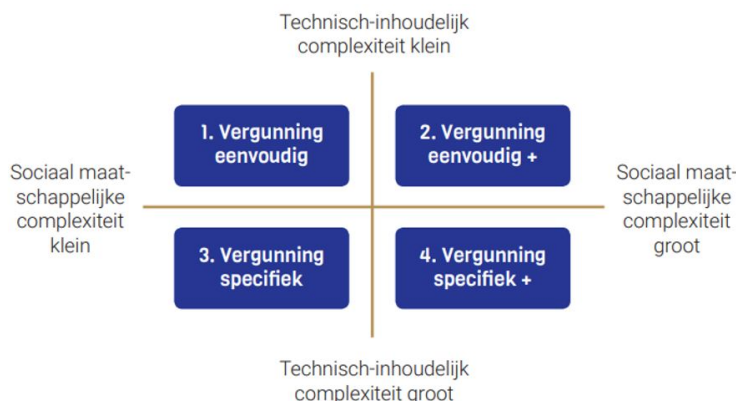 Technisch-inhoudelijk
complexiteit klein
1. Vergunning
eenvoudig
2. Vergunning
eenvoudig +
Sociaal maat-
schappelijke
complexiteit
klein
Sociaal maat-
schappelijke
complexiteit
groot
3. Vergunning
specifiek
4. Vergunning
specifiek +
Technisch-inhoudelijk
complexiteit groot